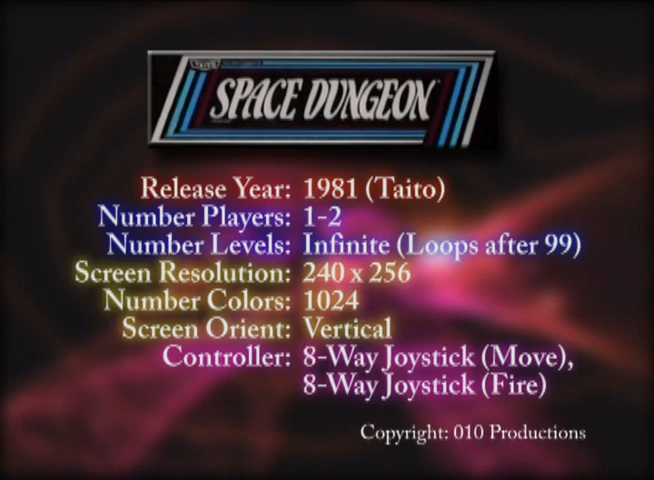 SPACE DUNGEON
Release Year: 1981 (Taito)
Number Players: 1-2
Number Levels: Infinite (Loops after 99)
Screen Resolution: 240 x 256
Number Colors: 1024
Screen Orient: Vertical
Controller: 8-Way Joystick (Move),
8-Way Joystick (Fire)
Copyright: 010 Productions